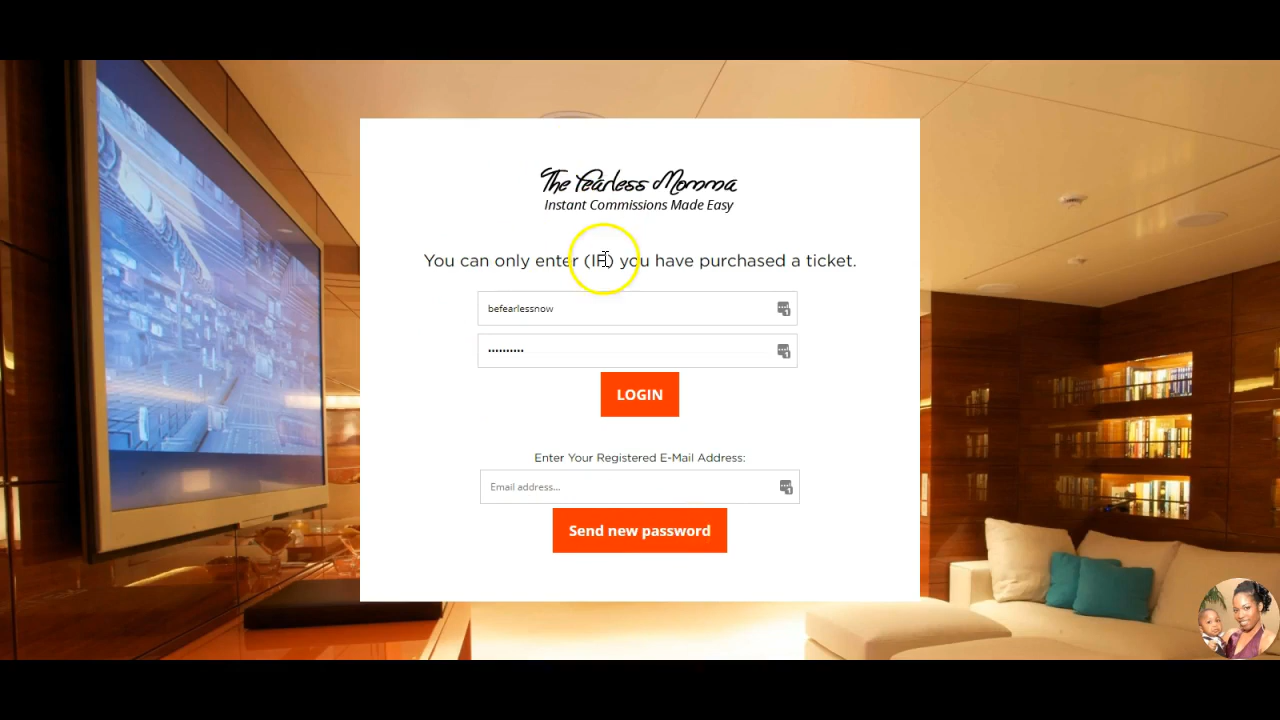 The Fearless Momma
Instant Commissions Made Easy
You can only enter (IF) you have purchased a ticket.
befearlessnow
••••••••••
LOGIN
Enter Your Registered E-Mail Address:
Email address...
Send new password